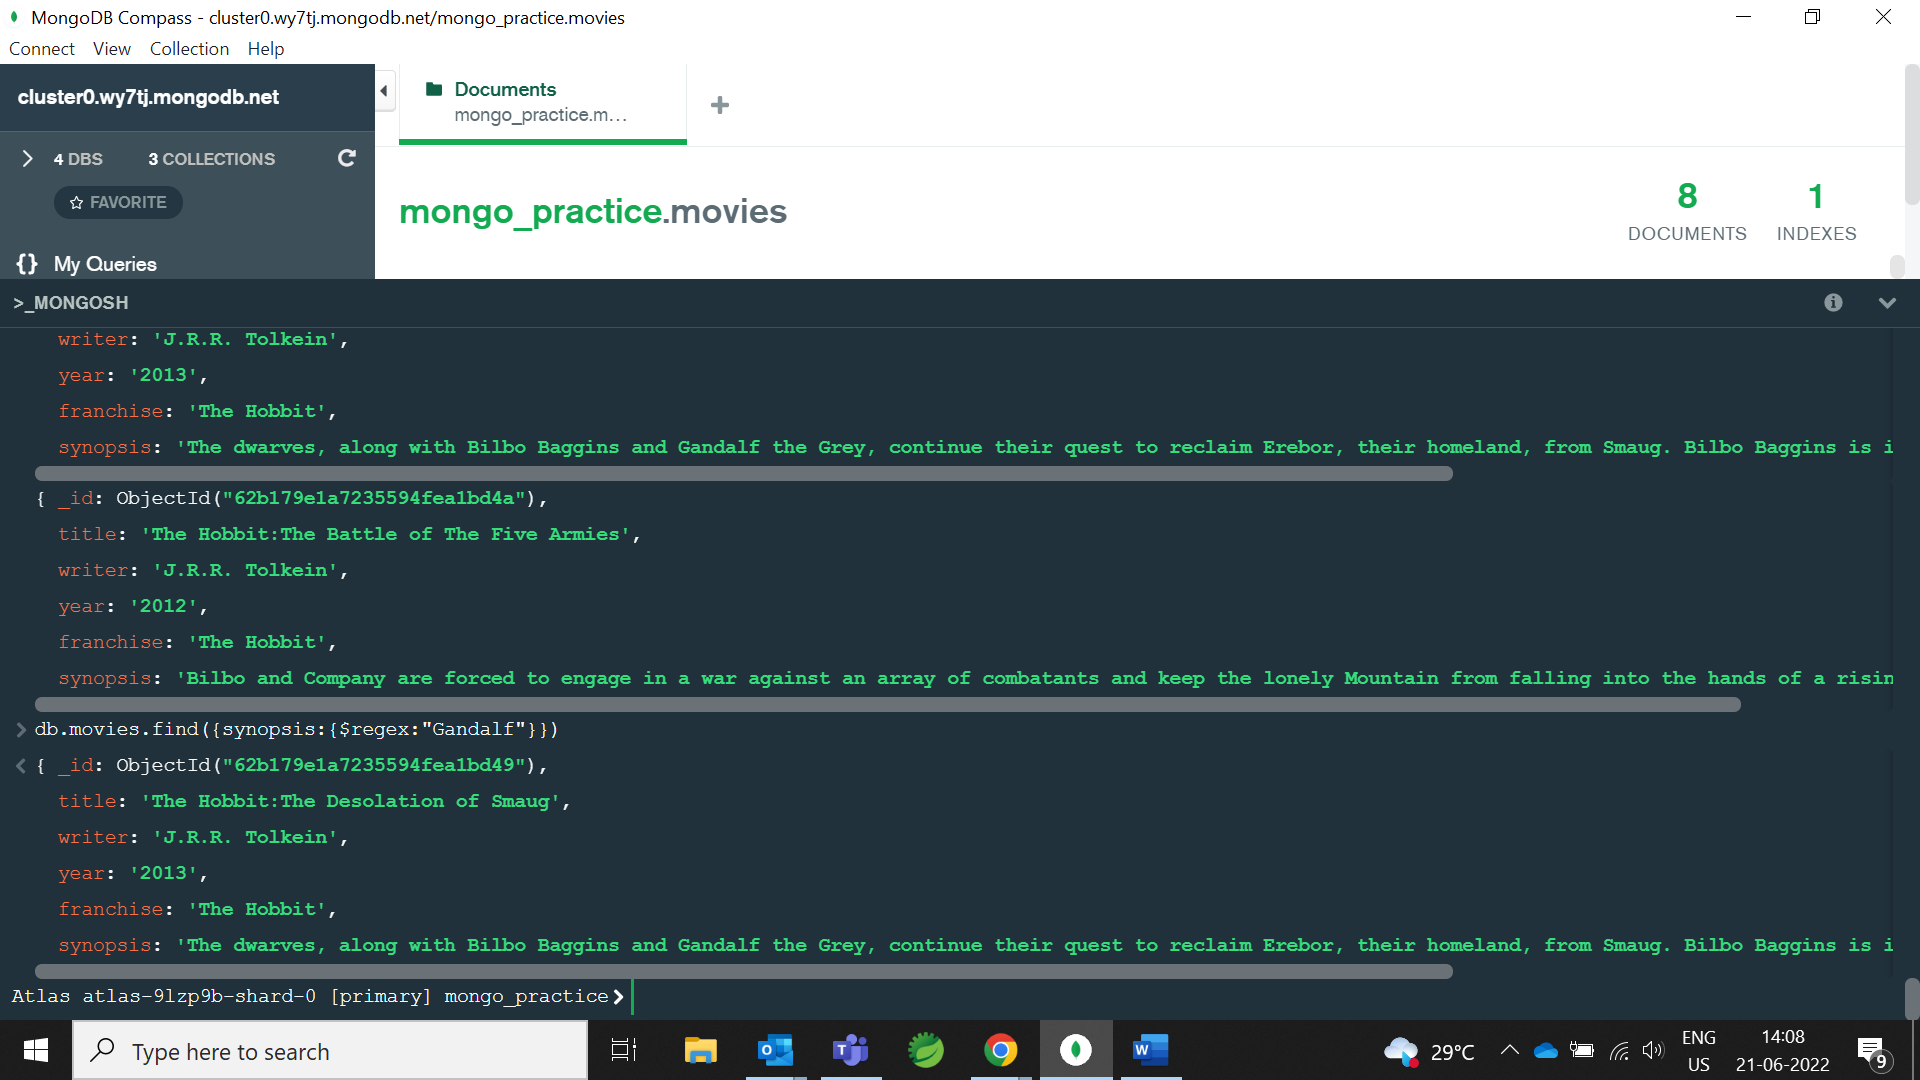 MongoDB Compass - cluster0.wy7tj.mongodb.net/mongo_practice.movies
Connect View Collection Help
cluster0.wy7tj.mongodb.net
Documents
mongo_practice.m...
4 DBS 3 COLLECTIONS
FAVORITE
{} My Queries
mongo_practice.movies
8
DOCUMENTS
1
INDEXES
>_MONGOSH
writer: 'J.R.R. Tolkein',
year: '2013',
franchise: 'The Hobbit',
synopsis: 'The dwarves, along with Bilbo Baggins and Gandalf the Grey, continue their quest to reclaim Erebor, their homeland, from Smaug. Bilbo Baggins is i
{ _id: ObjectId("62b179e1a7235594fea1bd4a"),
title: 'The Hobbit:The Battle of The Five Armies',
writer: 'J.R.R. Tolkein',
year: '2012',
franchise: 'The Hobbit',
synopsis: 'Bilbo and Company are forced to engage in a war against an array of combatants and keep the lonely Mountain from falling into the hands of a risin
> db.movies.find({synopsis:{$regex:"Gandalf"}})
< { _id: ObjectId("62b179e1a7235594fea1bd49"),
title: 'The Hobbit:The Desolation of Smaug',
writer: 'J.R.R. Tolkein',
year: '2013',
franchise: 'The Hobbit',
synopsis: 'The dwarves, along with Bilbo Baggins and Gandalf the Grey, continue their quest to reclaim Erebor, their homeland, from Smaug. Bilbo Baggins is i
Atlas atlas-9lzp9b-shard-0 [primary] mongo_practice>
Type here to search
29°C
ENG
US
14:08
21-06-2022
9